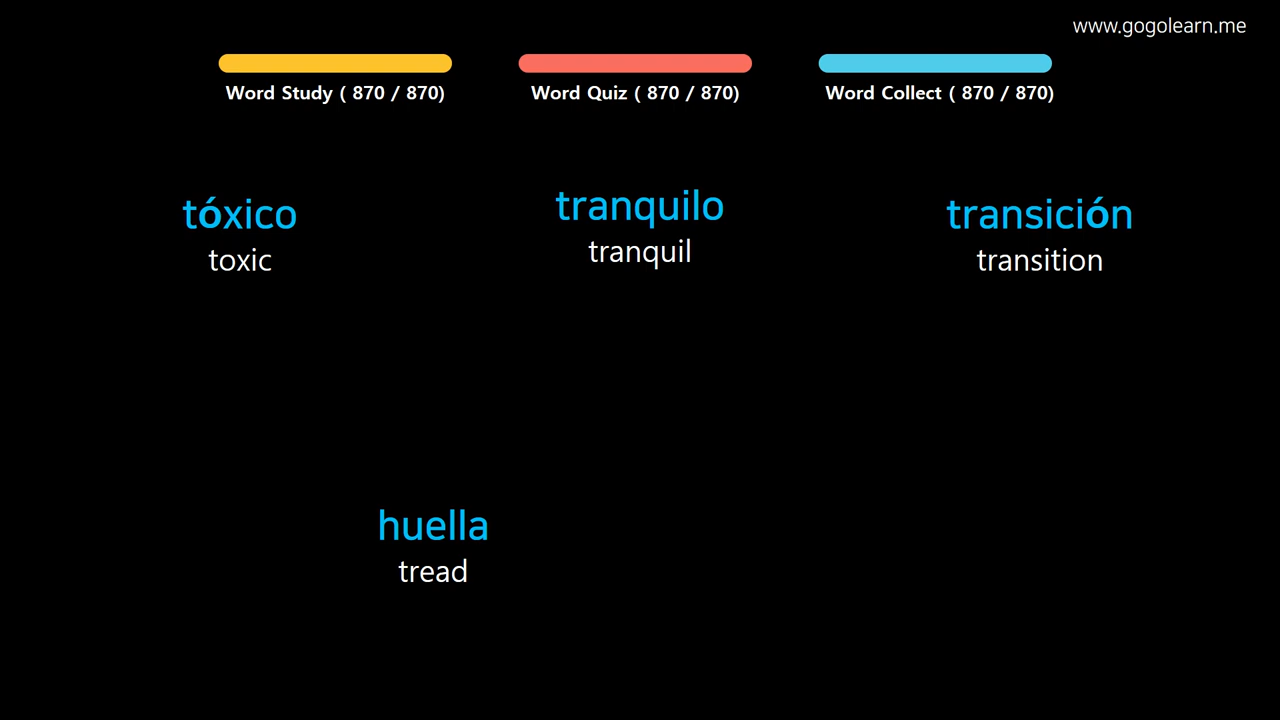 www.gogolearn.me
Word Study ( 870 / 870)
Word Quiz ( 870 / 870)
Word Collect ( 870 / 870)
tóxico
toxic
tranquilo
tranquil
transición
transition
huella
tread